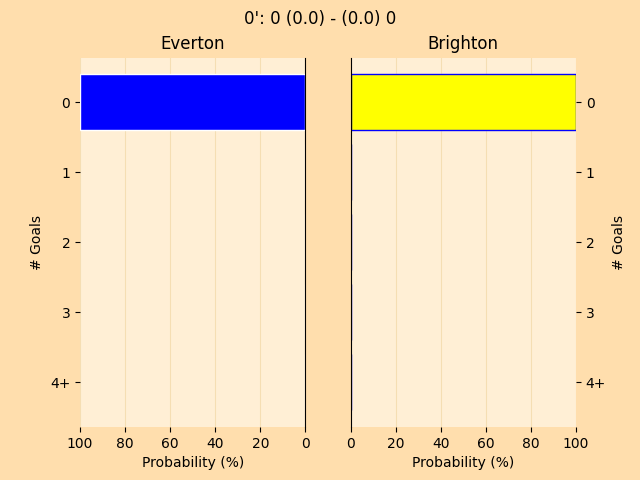 0': 0 (0.0) - (0.0) 0
Everton
Brighton
# Goals
0
1
2
3
4+
0
1
2
3
4+
# Goals
100 80 60 40 20 0
0 20 40 60 80 100
Probability (%)
Probability (%)